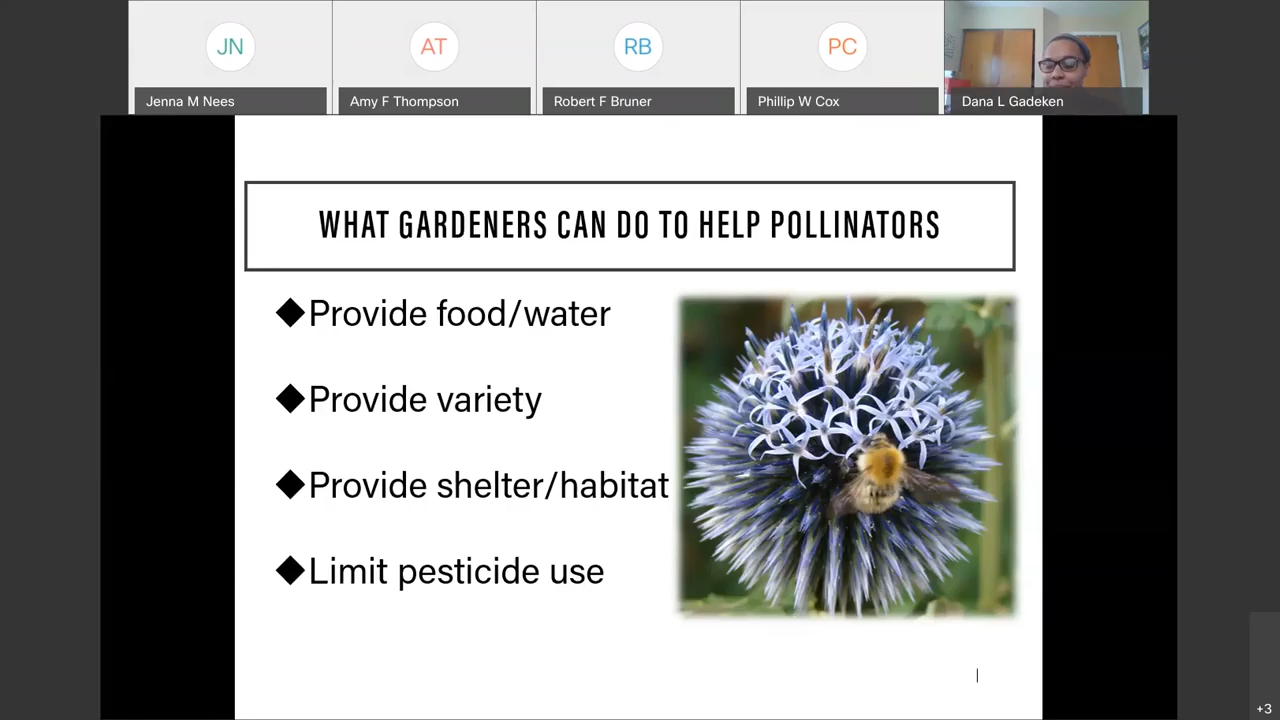 JN
AT
RB
PC
Jenna M Nees
Amy F Thompson
Robert F Bruner
Phillip W Cox
Dana L Gadeken
WHAT GARDENERS CAN DO TO HELP POLLINATORS
◆Provide food/water
◆Provide variety
◆Provide shelter/habitat
◆Limit pesticide use
+3